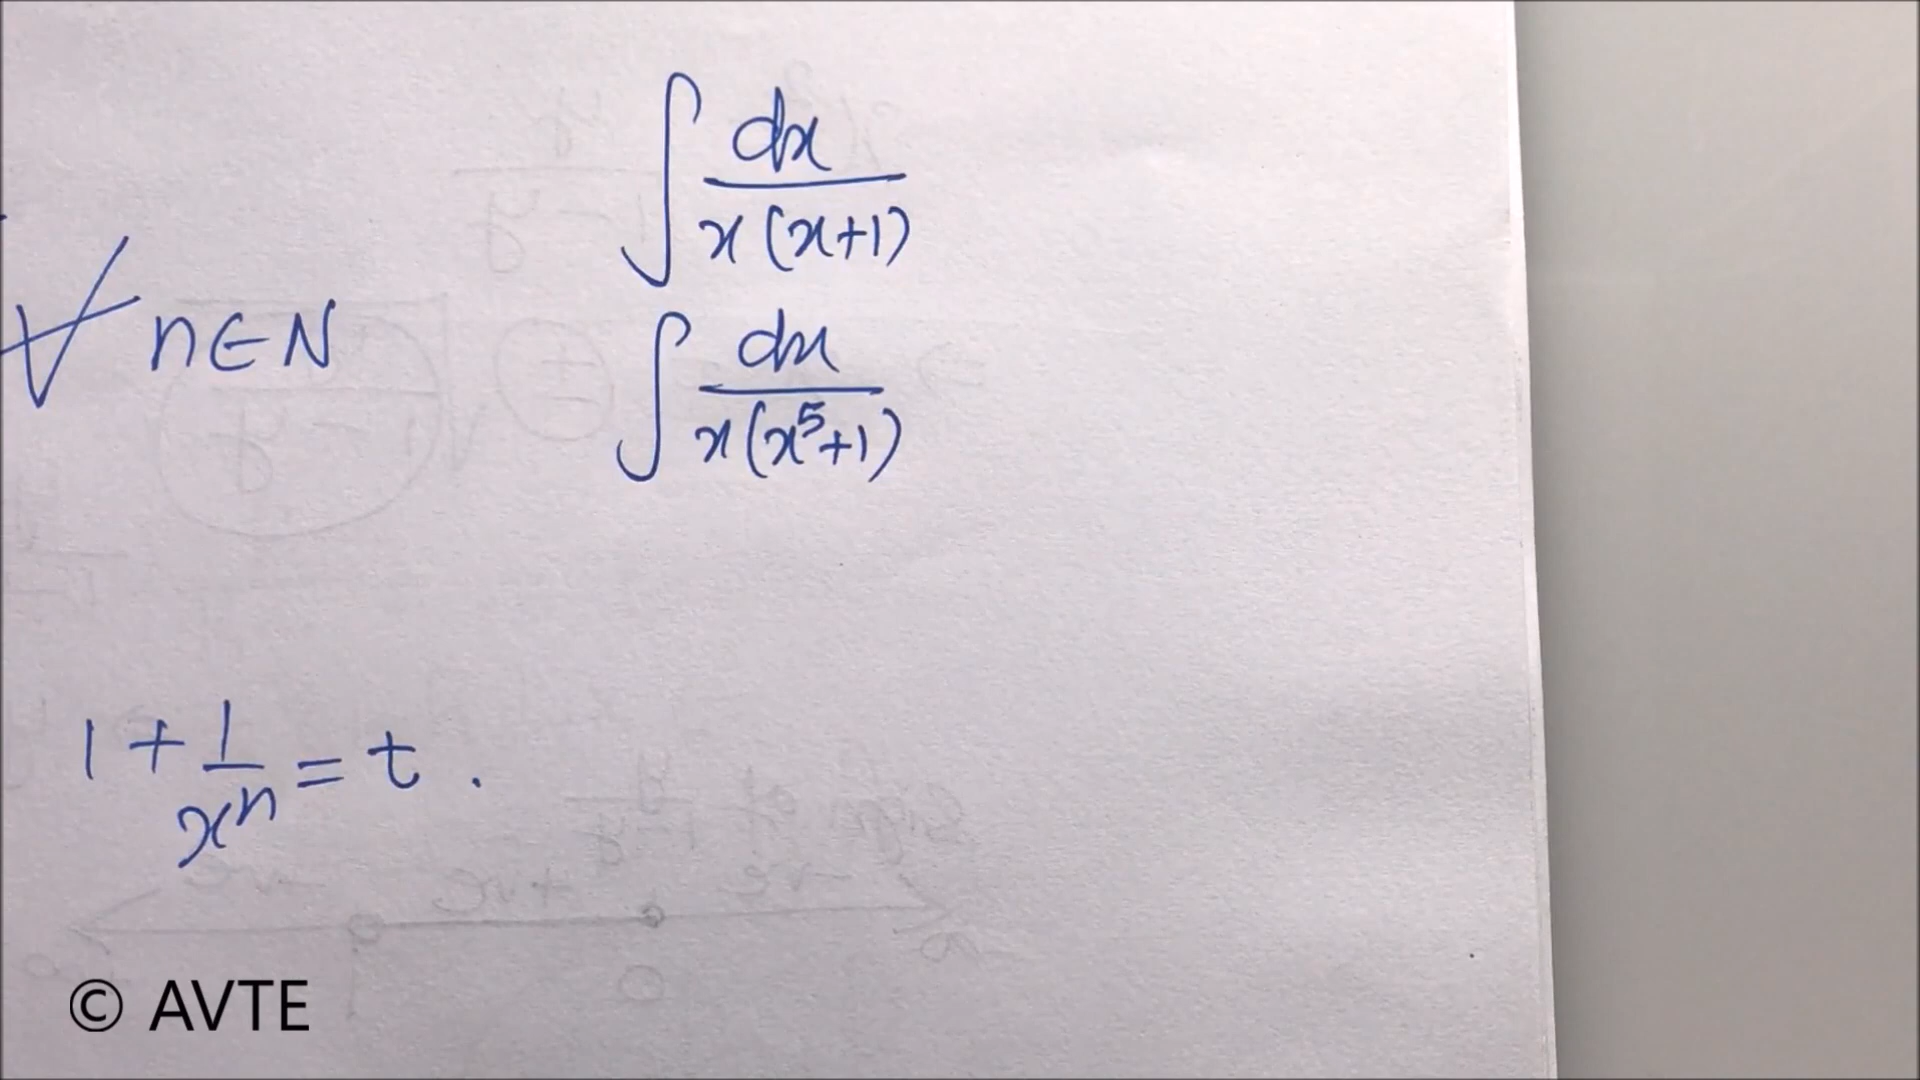 ∫ dx / x(x+1)
∀ n∈N
∫ dx / x(x⁵+1)
1 + 1/xⁿ = t .
© AVTE